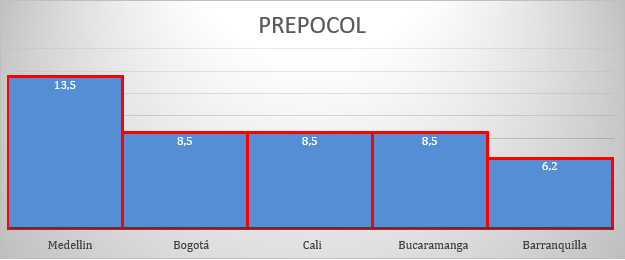 PREPOCOL
13,5
8,5
8,5
8,5
6,2
Medellin
Bogotá
Cali
Bucaramanga
Barranquilla